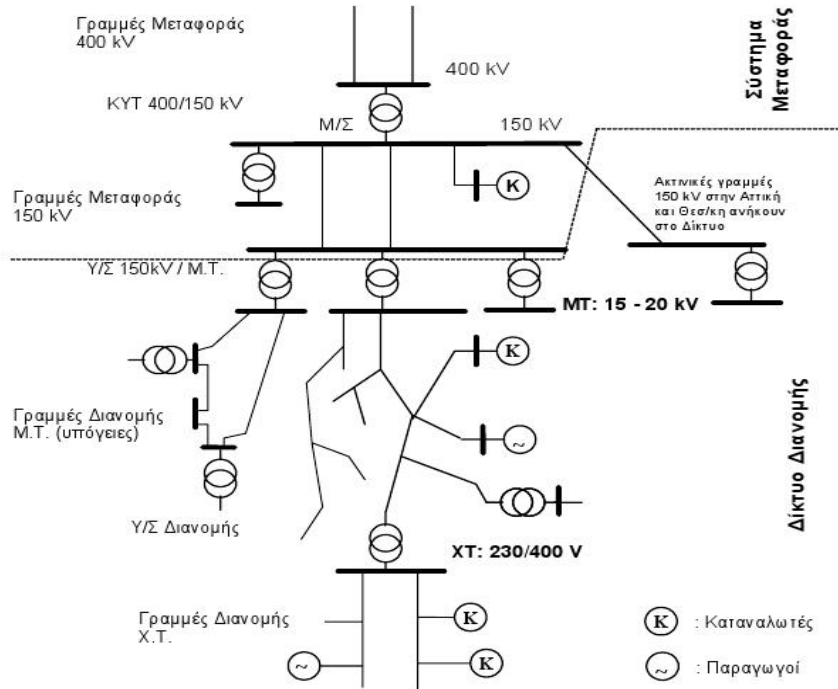 Γραμμές Μεταφοράς
400 kV
400 kV
Σύστημα
Μεταφοράς
ΚΥΤ 400/150 kV
Μ/Σ
150 kV
K
Γραμμές Μεταφοράς
150 kV
Ακτινικές γραμμές
150 kV στην Αττική
και Θεσ/κη ανήκουν
στο Δίκτυο
Υ/Σ 150kV / Μ.Τ.
ΜΤ: 15 - 20 kV
K
Γραμμές Διανομής
Μ.Τ. (υπόγειες)
~
Δίκτυο Διανομής
Υ/Σ Διανομής
ΧΤ: 230/400 V
Γραμμές Διανομής
Χ.Τ.
K
K : Καταναλωτές
~
K
~ : Παραγωγοί